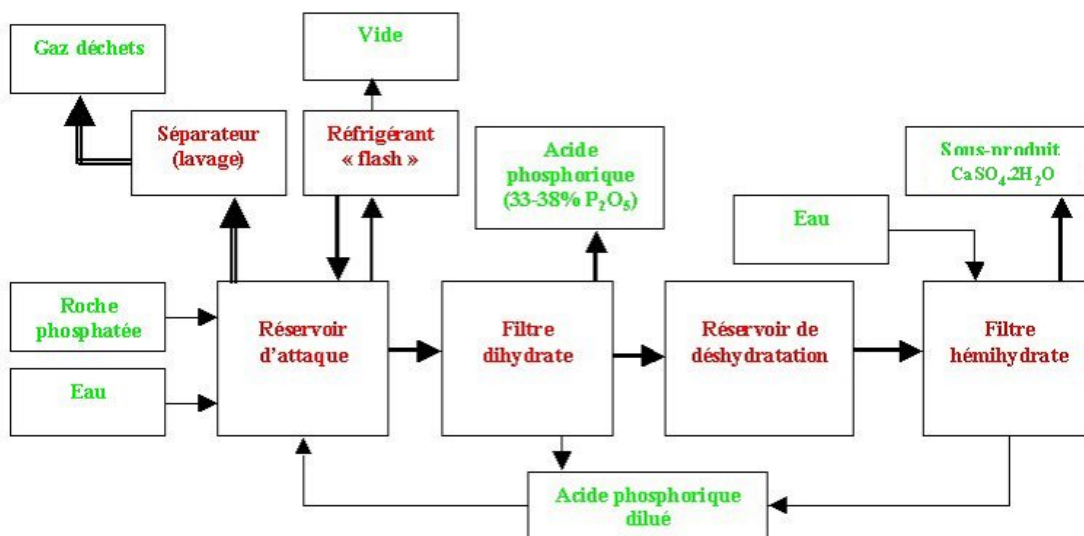 Gaz déchets
Vide
Séparateur
(lavage)
Réfrigérant
« flash »
Acide
phosphorique
(33-38% P₂O₅)
Sous-produit
CaSO₄.2H₂O
Eau
Roche
phosphatée
Eau
Réservoir
d'attaque
Filtre
dihydrate
Réservoir de
déshydratation
Filtre
hémihydrate
Acide phosphorique
dilué